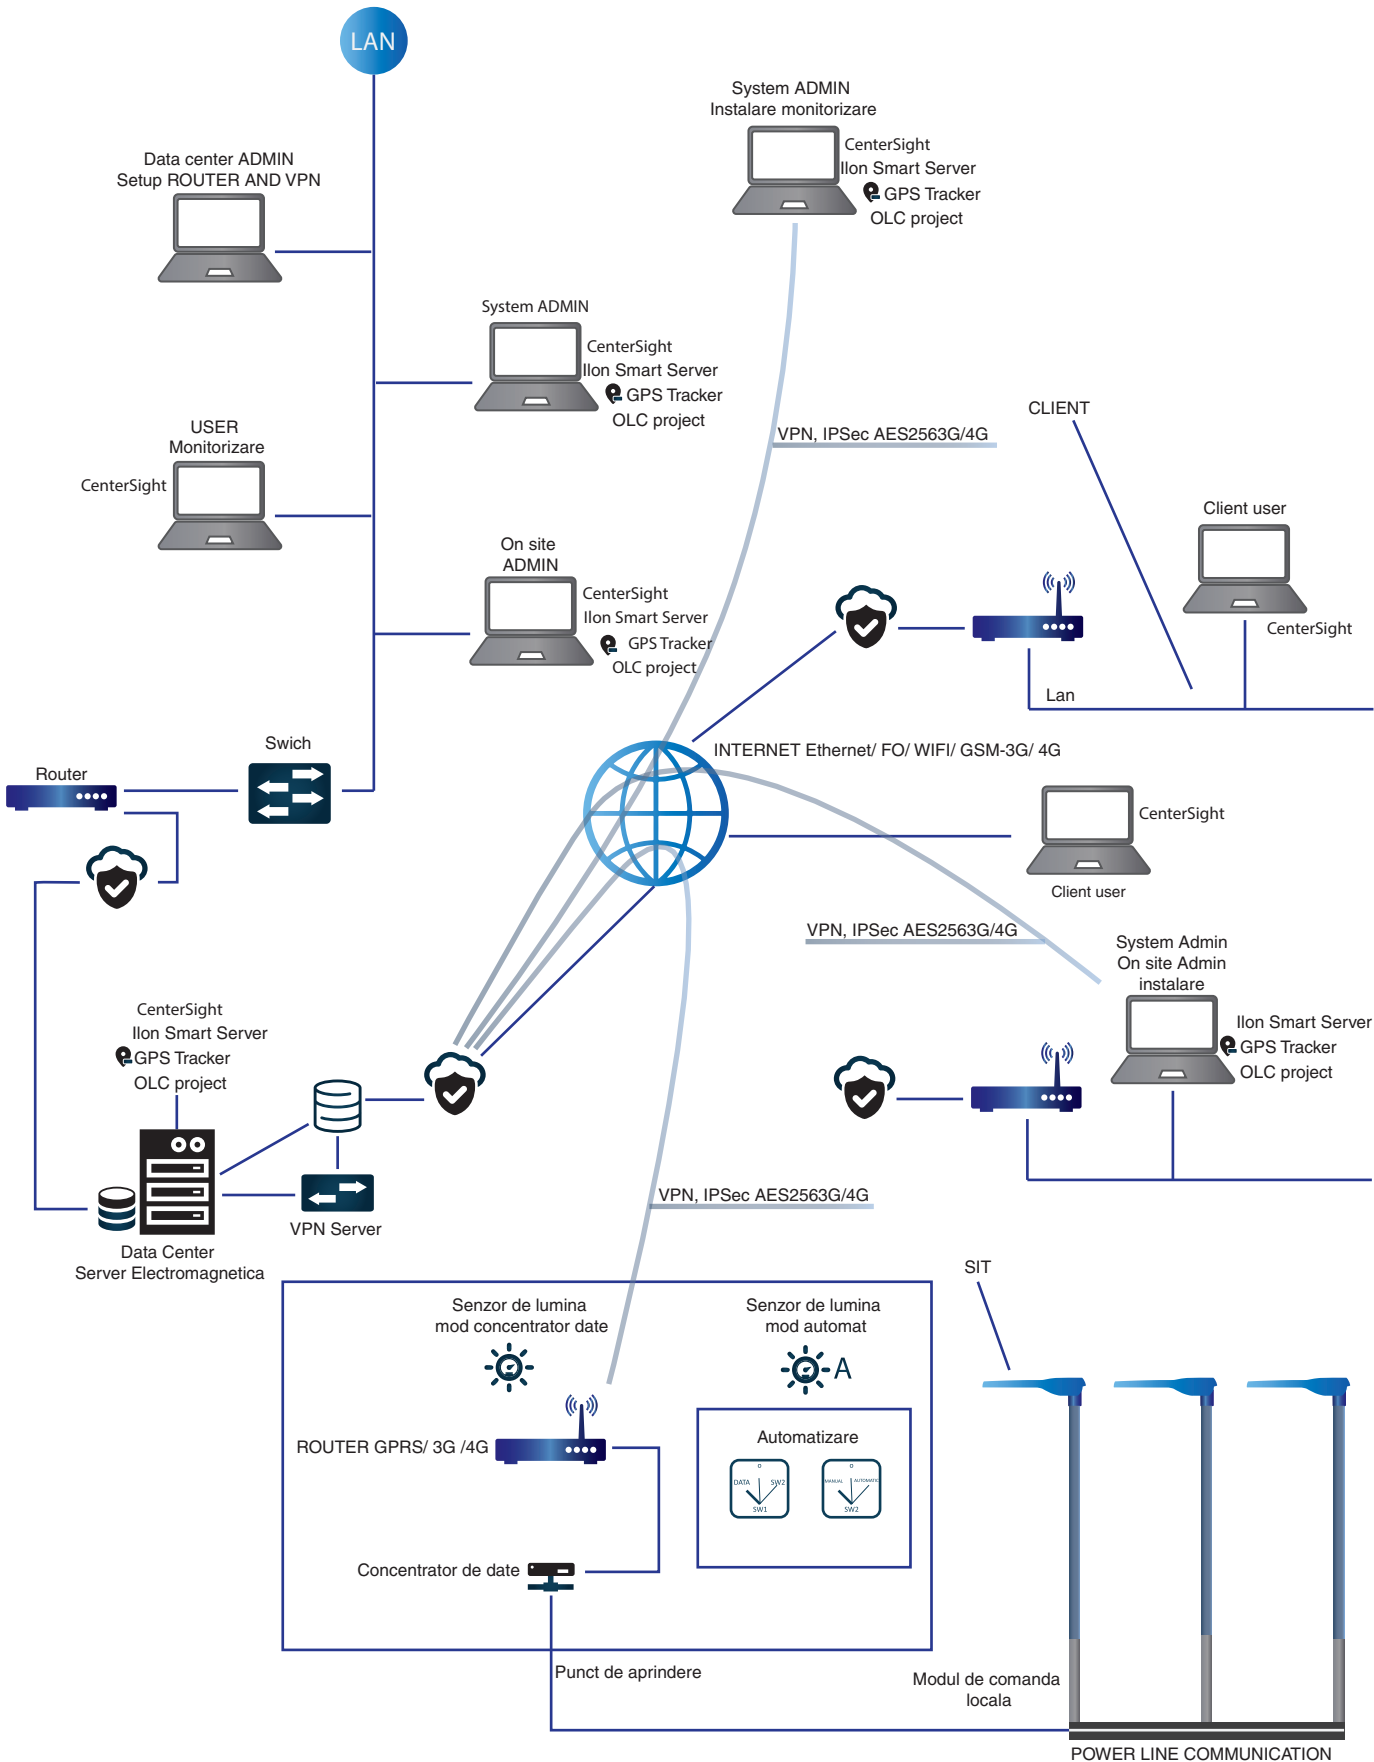 LAN
System ADMIN
Instalare monitorizare
CenterSight
Ilon Smart Server
GPS Tracker
OLC project
Data center ADMIN
Setup ROUTER AND VPN
System ADMIN
CenterSight
Ilon Smart Server
GPS Tracker
OLC project
USER
Monitorizare
CenterSight
VPN, IPSec AES2563G/4G
CLIENT
Client user
CenterSight
On site
ADMIN
CenterSight
Ilon Smart Server
GPS Tracker
OLC project
Lan
Swich
Router
INTERNET Ethernet/ FO/ WIFI/ GSM-3G/ 4G
CenterSight
Client user
VPN, IPSec AES2563G/4G
System Admin
On site Admin
instalare
Ilon Smart Server
GPS Tracker
OLC project
CenterSight
Ilon Smart Server
GPS Tracker
OLC project
VPN Server
Data Center
Server Electromagnetica
VPN, IPSec AES2563G/4G
SIT
Senzor de lumina
mod concentrator date
Senzor de lumina
mod automat
A
ROUTER GPRS/ 3G /4G
Automatizare
0
DATA
SW2
SW1
0
MANUAL
AUTOMATIC
SW2
Concentrator de date
Punct de aprindere
Modul de comanda
locala
POWER LINE COMMUNICATION